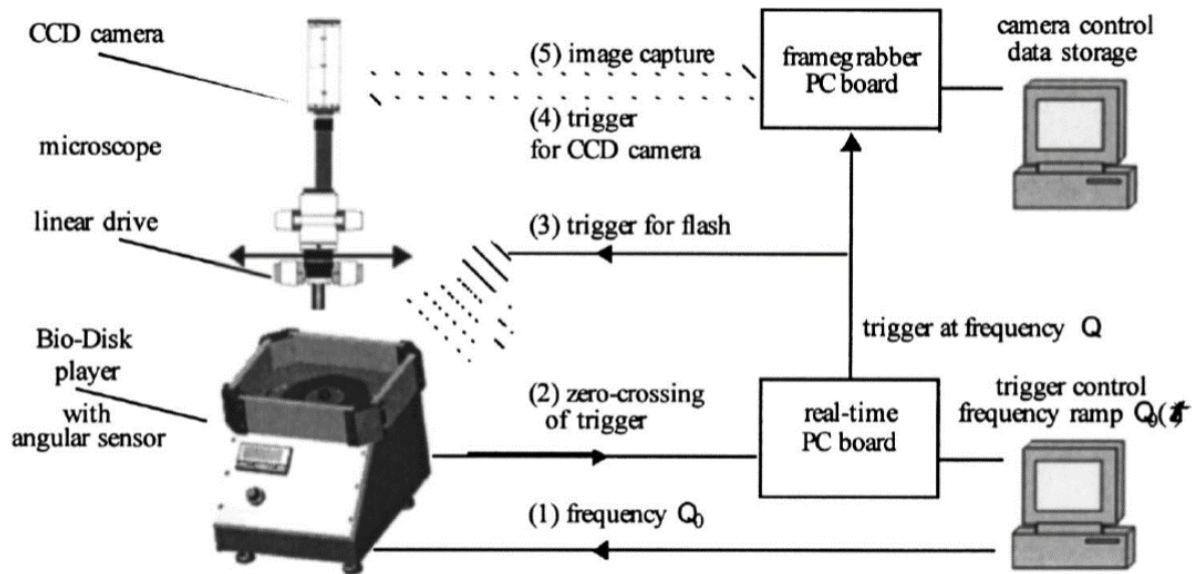 CCD camera
microscope
linear drive
Bio-Disk
player
with
angular sensor
(5) image capture
(4) trigger
for CCD camera
(3) trigger for flash
(2) zero-crossing
of trigger
(1) frequency Q₀
framegrabber
PC board
camera control
data storage
trigger at frequency Q
real-time
PC board
trigger control
frequency ramp